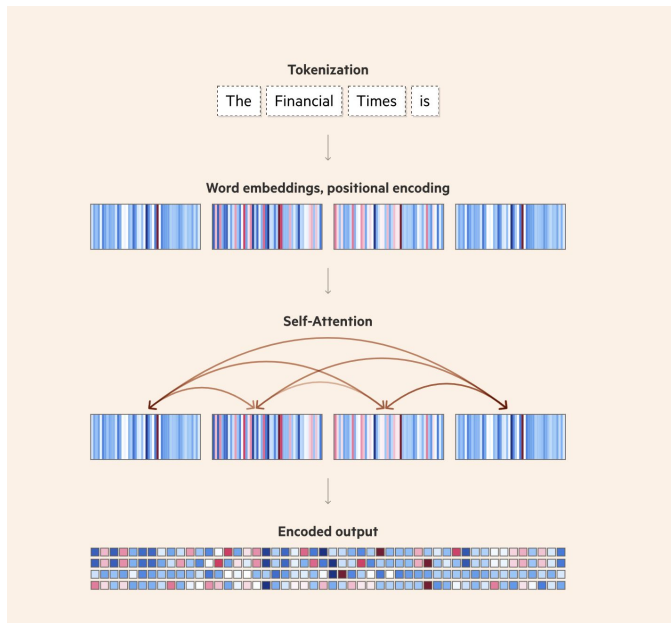 Tokenization
The Financial Times is
Word embeddings, positional encoding
Self-Attention
Encoded output